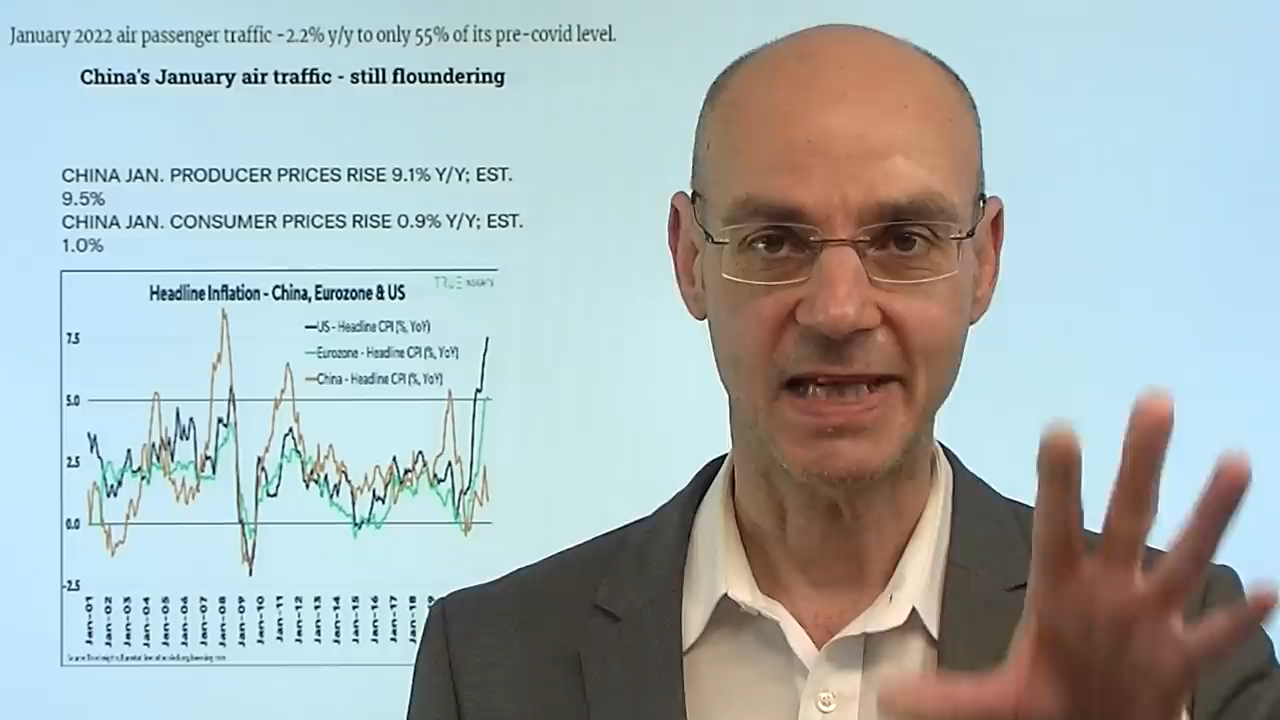 January 2022 air passenger traffic -2.2% y/y to only 55% of its pre-covid level.
China's January air traffic - still floundering
CHINA JAN. PRODUCER PRICES RISE 9.1% Y/Y; EST.
9.5%
CHINA JAN. CONSUMER PRICES RISE 0.9% Y/Y; EST.
1.0%
TRUE INSIGHTS
Headline Inflation - China, Eurozone & US
US - Headline CPI (%, YoY)
Eurozone - Headline CPI (%, YoY)
China - Headline CPI (%, YoY)
7.5
5.0
2.5
0.0
-2.5
Jan-01
Jan-02
Jan-03
Jan-04
Jan-05
Jan-06
Jan-07
Jan-08
Jan-09
Jan-10
Jan-11
Jan-12
Jan-13
Jan-14
Jan-15
Jan-16
Jan-17
Jan-18